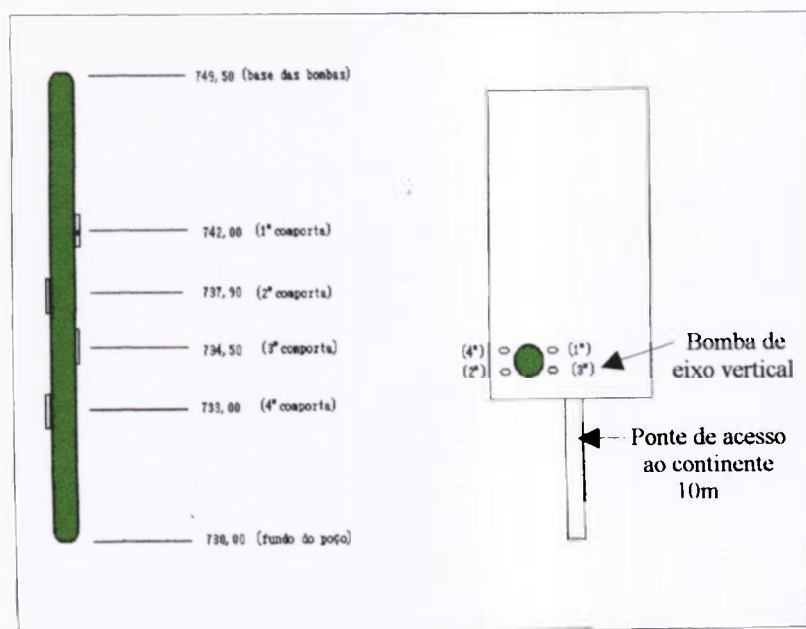 749,50 (base das bombas)
742,00 (1ª comporta)
737,90 (2ª comporta)
734,50 (3ª comporta)
733,00 (4ª comporta)
730,00 (fundo do poço)
(4ª) (1ª)
(2ª) (3ª)
Bomba de
eixo vertical
Ponte de acesso
ao continente
10m